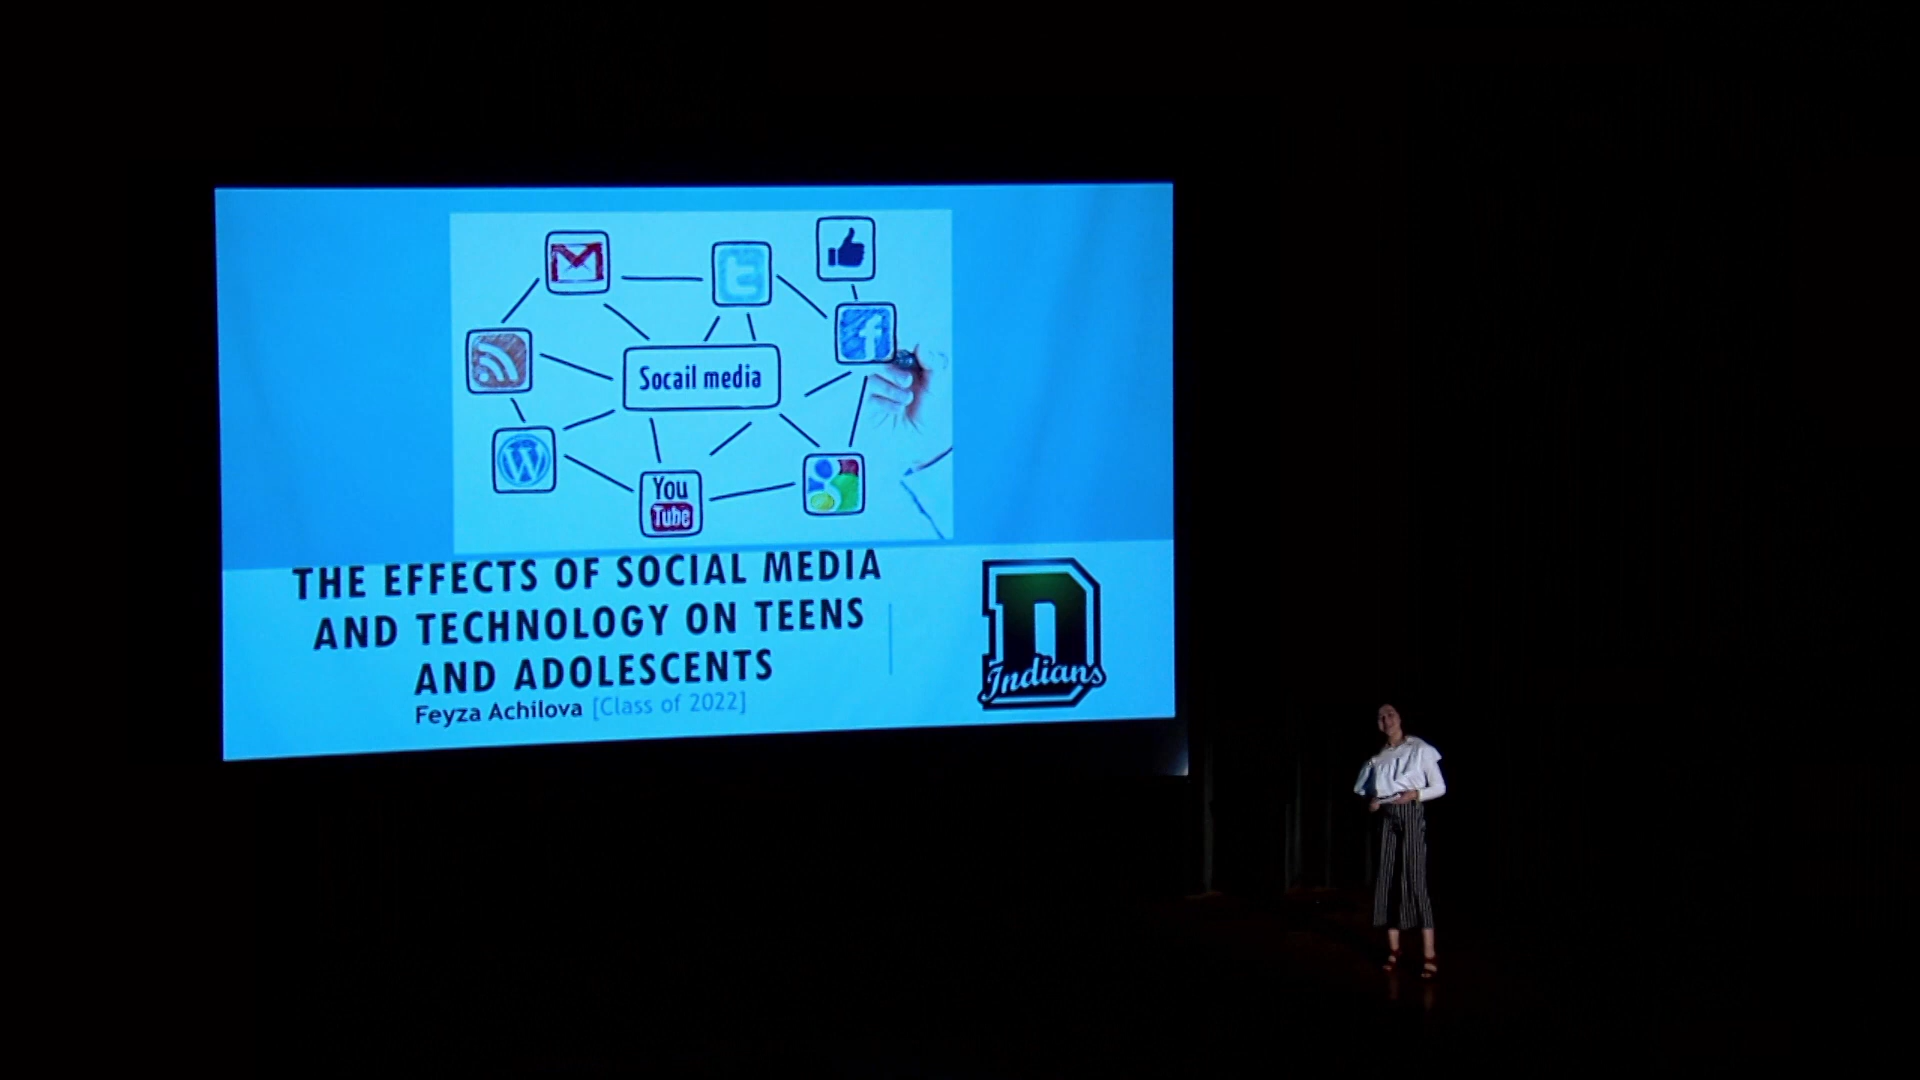 Socail media
You
Tube
THE EFFECTS OF SOCIAL MEDIA
AND TECHNOLOGY ON TEENS
AND ADOLESCENTS
Feyza Achilova [Class of 2022]
D
Indians